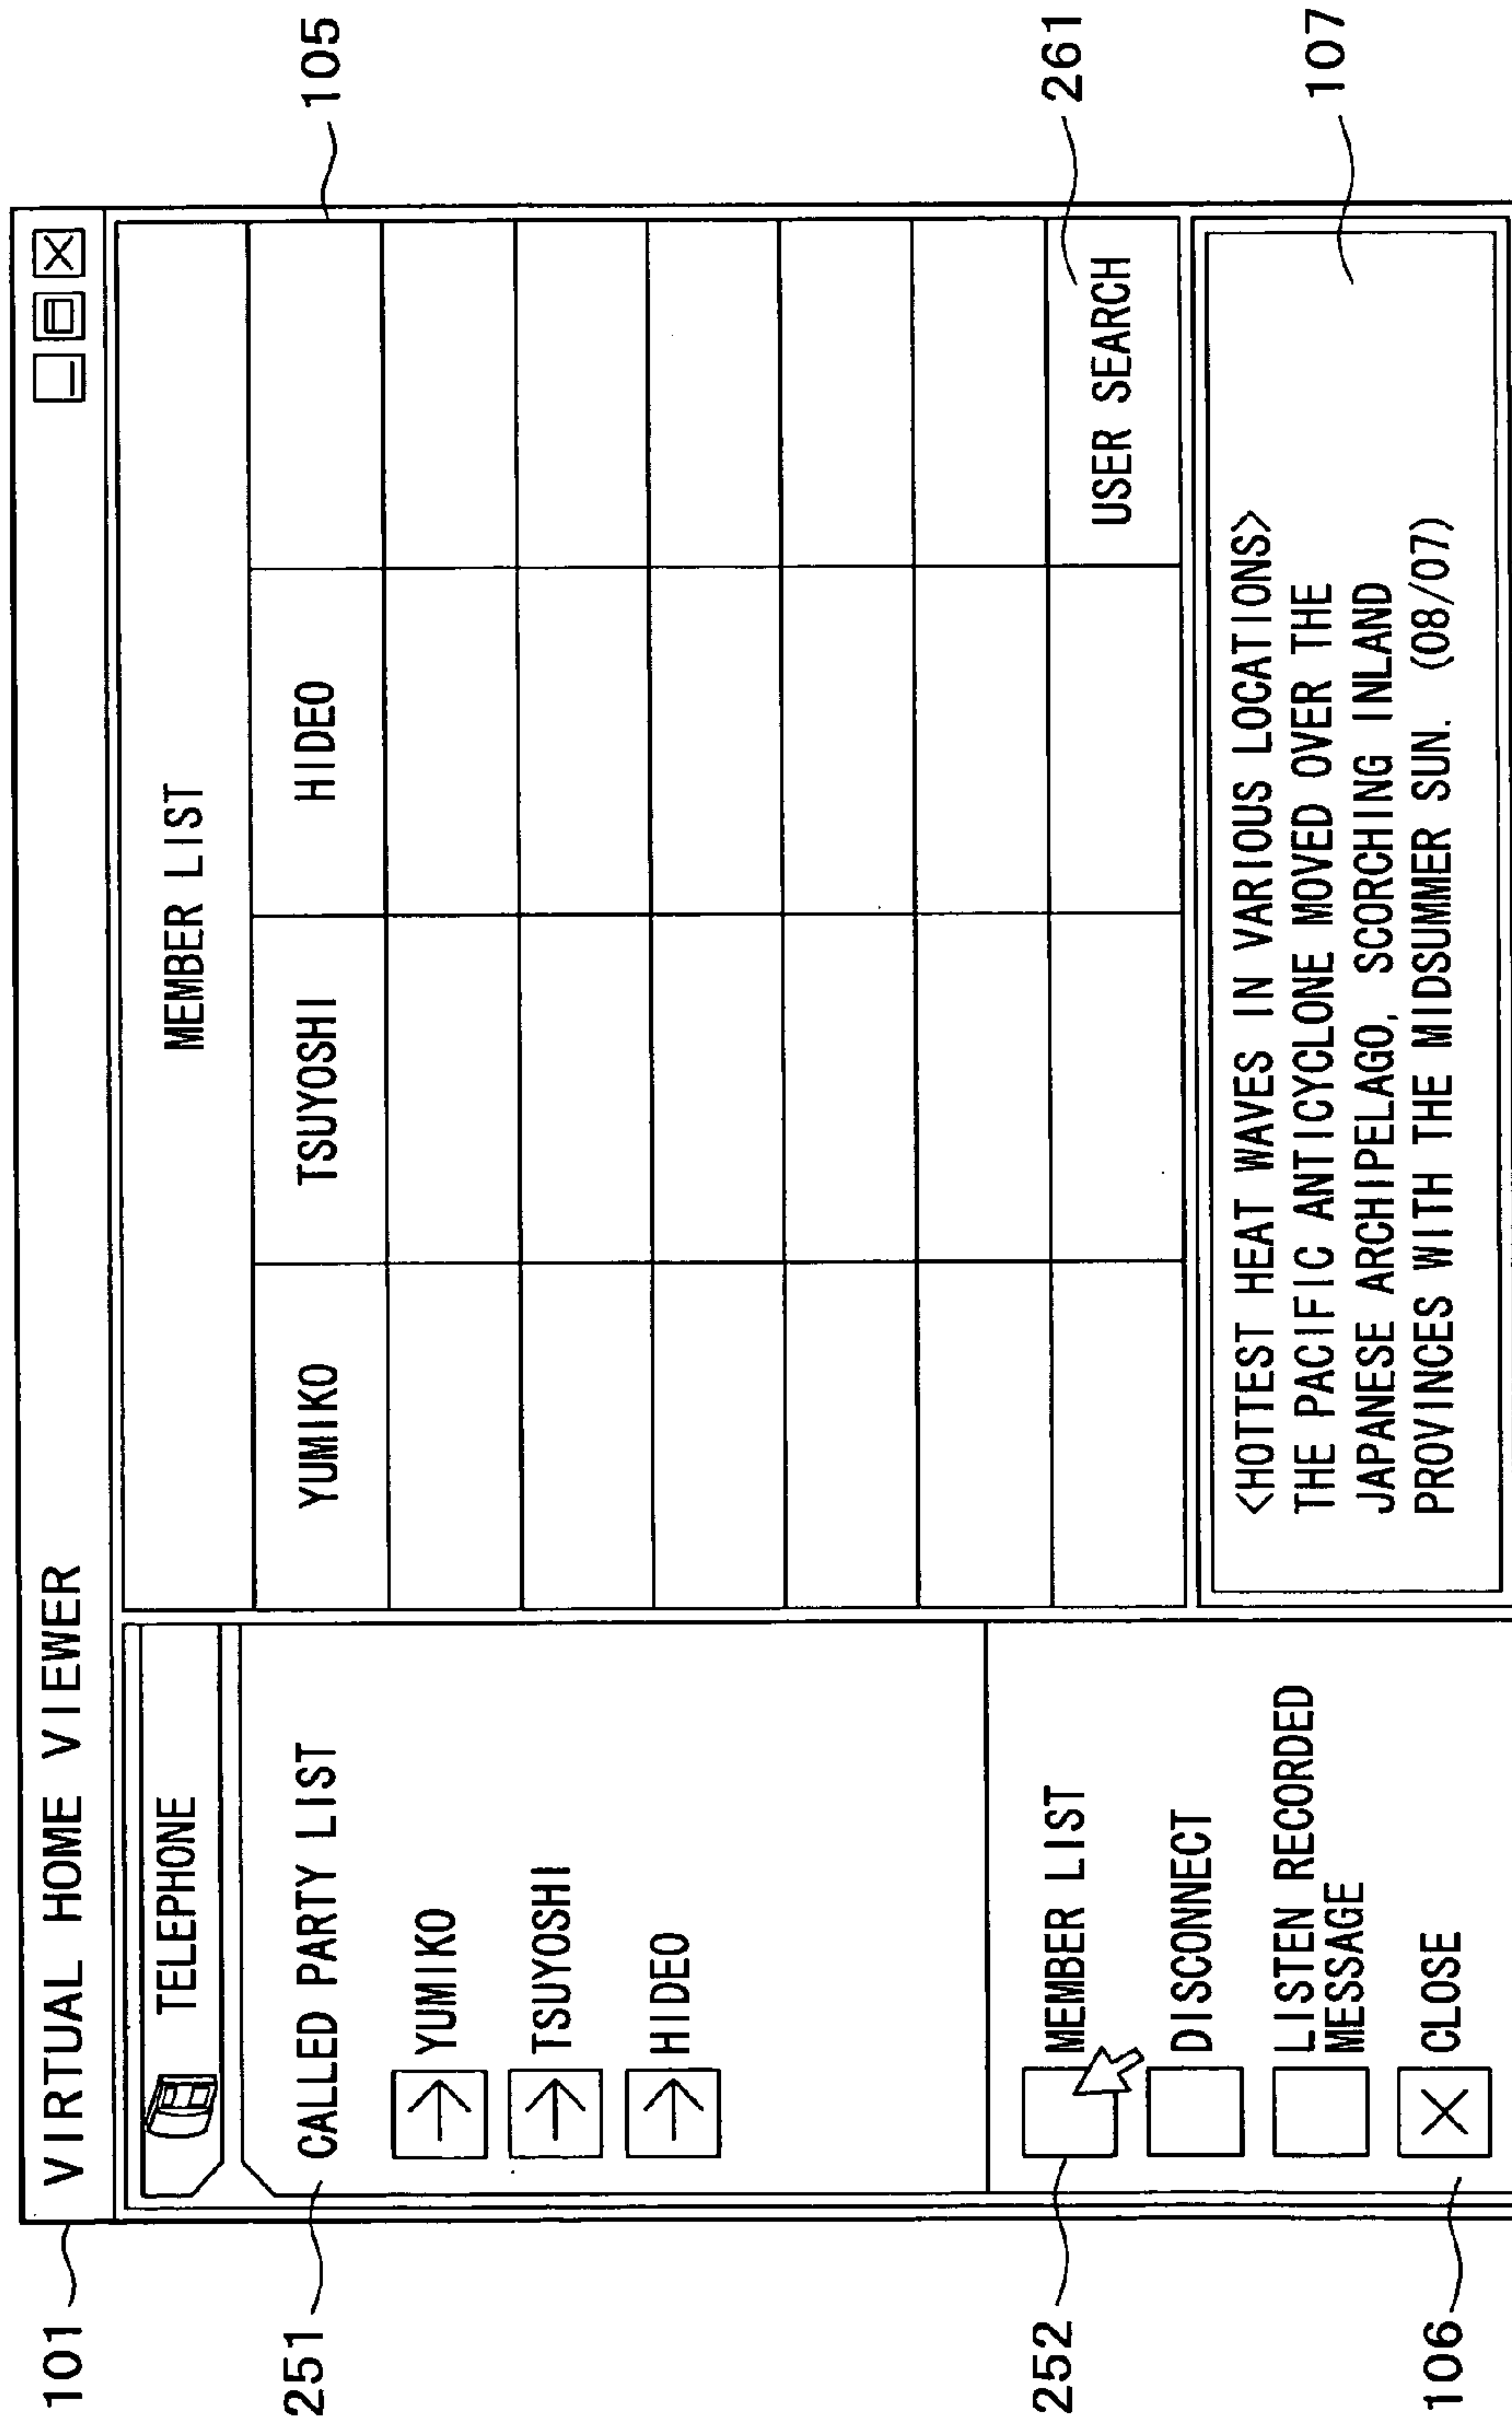 VIRTUAL HOME VIEWER
101
TELEPHONE
251
CALLED PARTY LIST
YUMIKO
TSUYOSHI
HIDEO
252
MEMBER LIST
DISCONNECT
LISTEN RECORDED
MESSAGE
CLOSE
106
MEMBER LIST
YUMIKO TSUYOSHI HIDEO
105
USER SEARCH
261
<HOTTEST HEAT WAVES IN VARIOUS LOCATIONS>
THE PACIFIC ANTICYCLONE MOVED OVER THE
JAPANESE ARCHIPELAGO, SCORCHING INLAND
PROVINCES WITH THE MIDSUMMER SUN. (08/07)
107